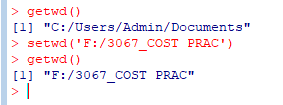 > getwd()
[1] "C:/Users/Admin/Documents"
> setwd('F:/3067_COST PRAC')
> getwd()
[1] "F:/3067_COST PRAC"
>